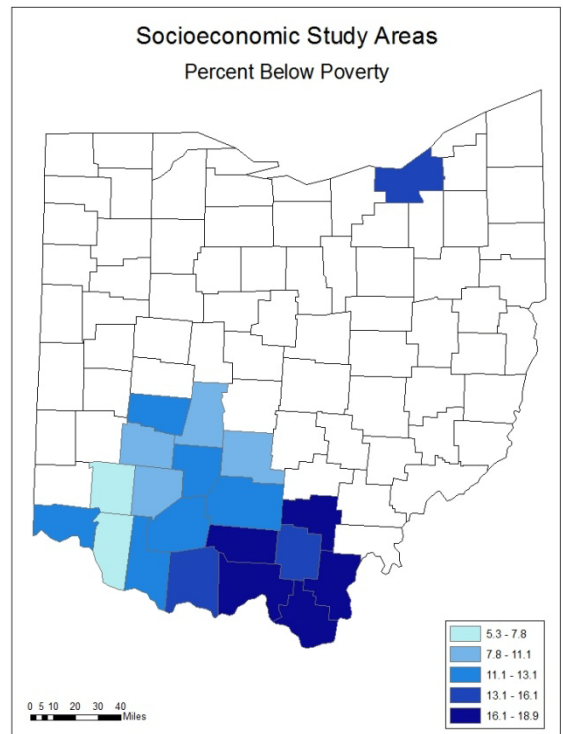 Socioeconomic Study Areas
Percent Below Poverty
5.3 - 7.8
7.8 - 11.1
11.1 - 13.1
13.1 - 16.1
16.1 - 18.9
0 5 10 20 30 40
Miles